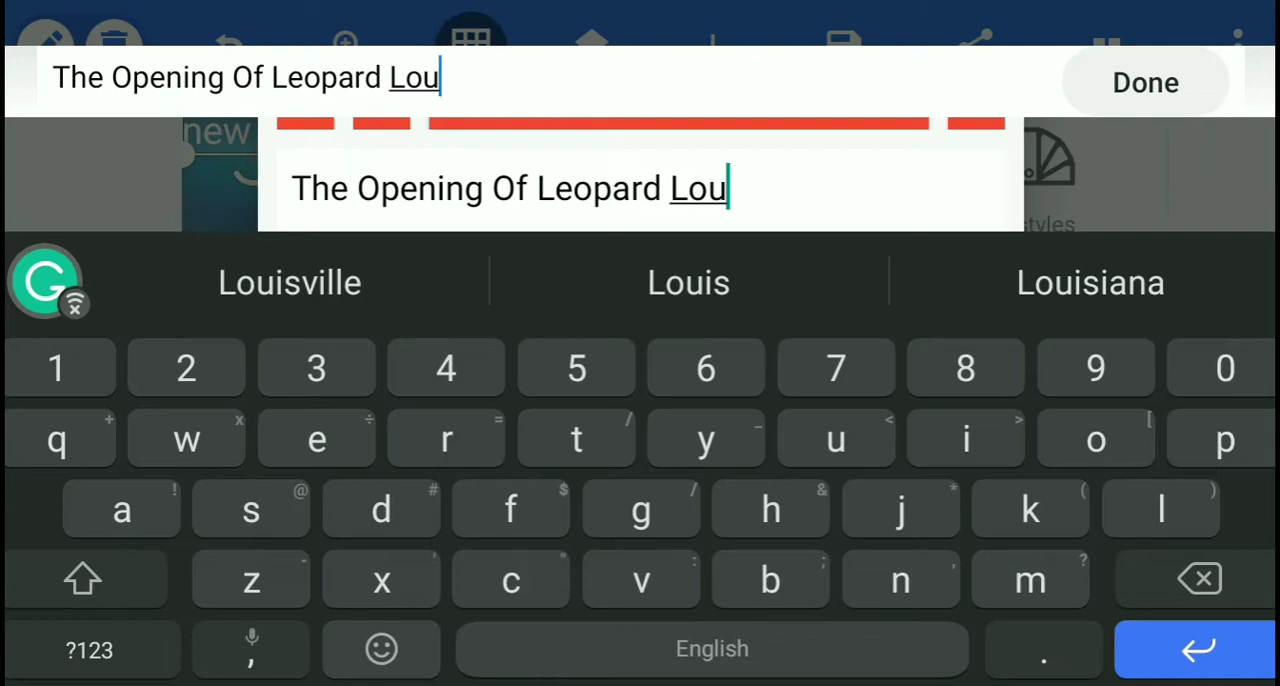 The Opening Of Leopard Lou
Done
new
The Opening Of Leopard Lou
styles
Louisville Louis Louisiana
1 2 3 4 5 6 7 8 9 0
+ x ÷ = / _ < > [
q w e r t y u i o p
! @ # $ / & * ( )
a s d f g h j k l
- ' " : ; , ?
z x c v b n m
?123 , English .